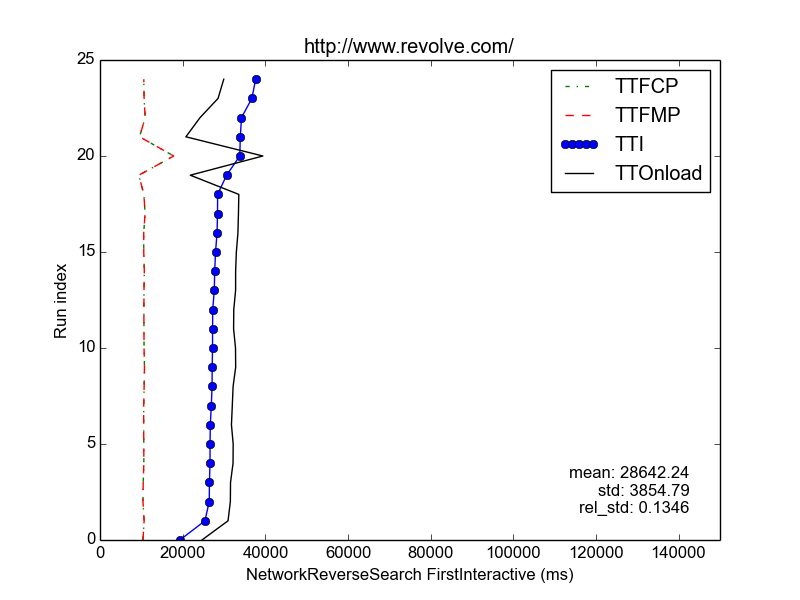 http://www.revolve.com/
25
20
15
10
5
0
Run index
TTFCP
TTFMP
TTI
TTOnload
mean: 28642.24
std: 3854.79
rel_std: 0.1346
0 20000 40000 60000 80000 100000 120000 140000
NetworkReverseSearch FirstInteractive (ms)